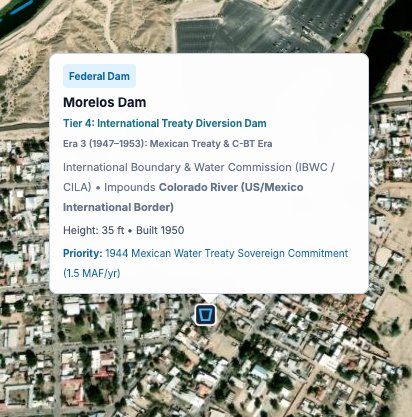 Federal Dam
Morelos Dam
Tier 4: International Treaty Diversion Dam
Era 3 (1947–1953): Mexican Treaty & C-BT Era
International Boundary & Water Commission (IBWC /
CILA) • Impounds Colorado River (US/Mexico
International Border)
Height: 35 ft • Built 1950
Priority: 1944 Mexican Water Treaty Sovereign Commitment
(1.5 MAF/yr)